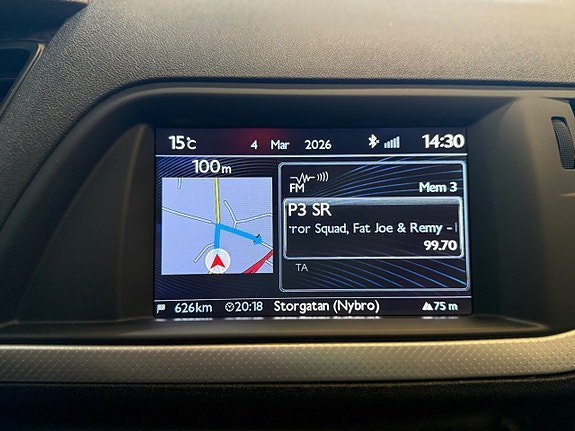 15°C 4 Mar 2026 14:30
100m
FM Mem 3
P3 SR
ror Squad, Fat Joe & Remy -
99.70
TA
626km 20:18 Storgatan (Nybro) 75 m